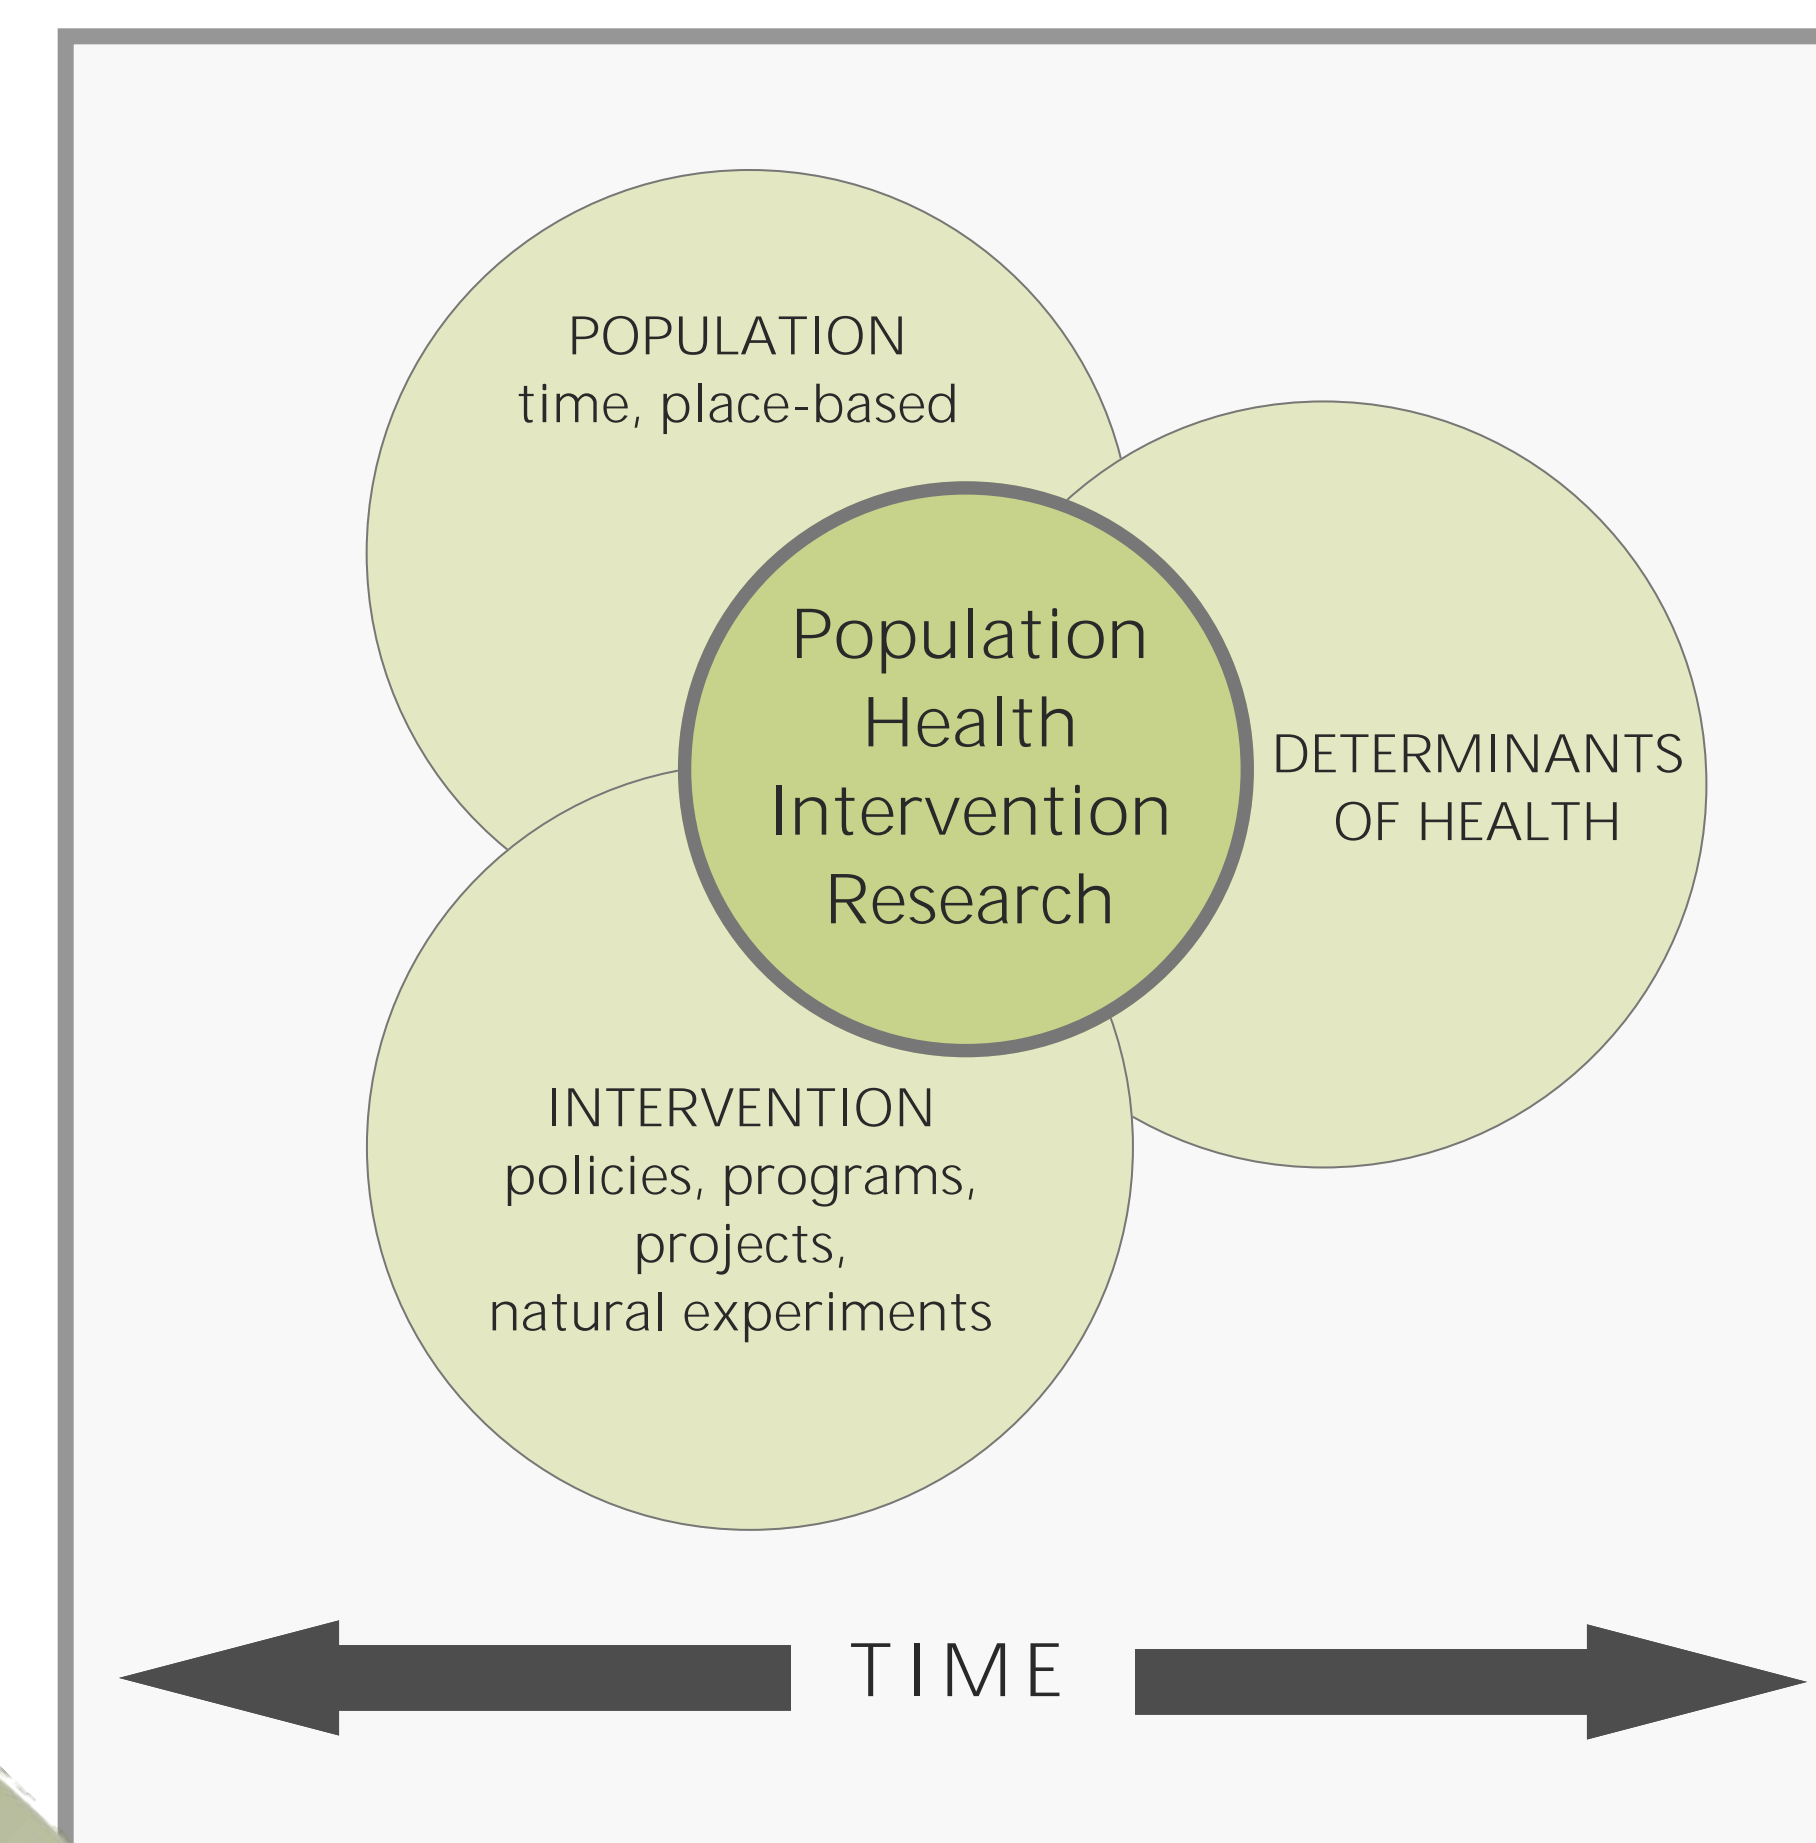 POPULATION
time, place-based
Population
Health
Intervention
Research
DETERMINANTS
OF HEALTH
INTERVENTION
policies, programs,
projects,
natural experiments
TIME